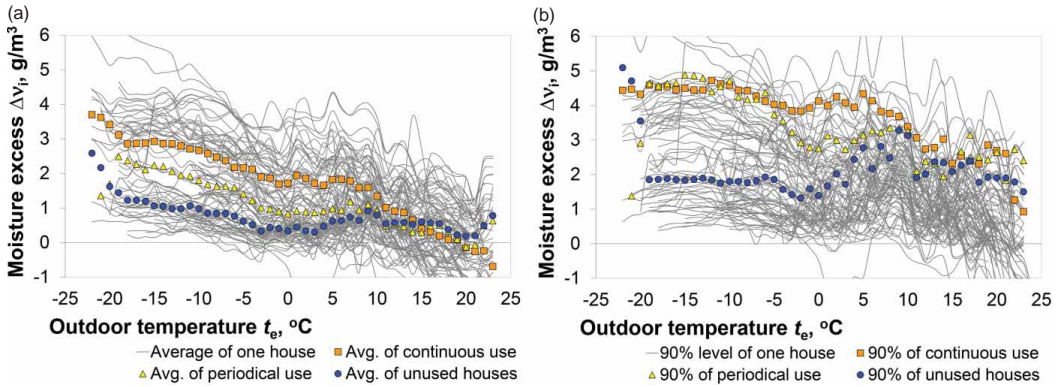 (a)
Moisture excess Δνi, g/m³
6
5
4
3
2
1
0
-1
-25 -20 -15 -10 -5 0 5 10 15 20 25
Outdoor temperature te, °C
Average of one house Avg. of continuous use
Avg. of periodical use Avg. of unused houses
(b)
Moisture excess Δνi, g/m³
6
5
4
3
2
1
0
-1
-25 -20 -15 -10 -5 0 5 10 15 20 25
Outdoor temperature te, °C
90% level of one house 90% of continuous use
90% of periodical use 90% of unused houses